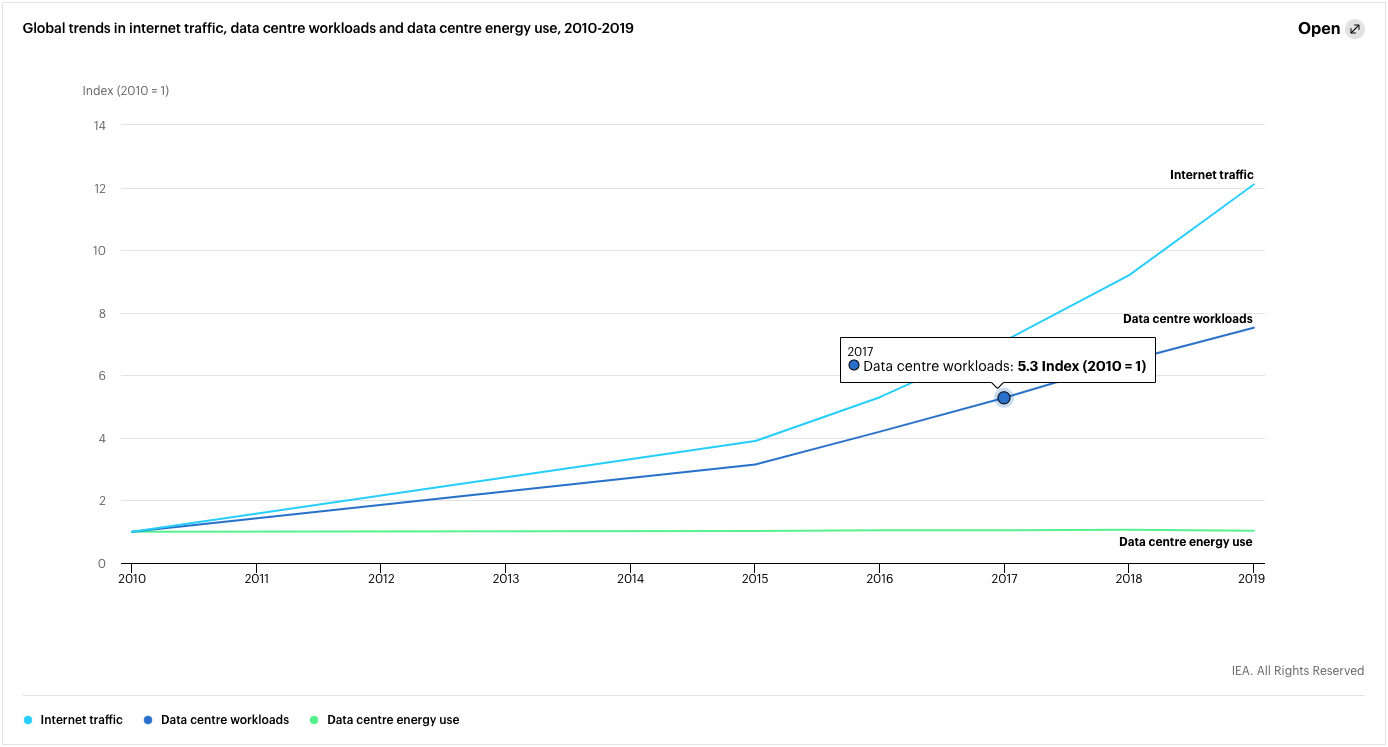 Global trends in internet traffic, data centre workloads and data centre energy use, 2010-2019
Open
Index (2010 = 1)
14
12
10
8
6
4
2
0
Internet traffic
Data centre workloads
2017
Data centre workloads: 5.3 Index (2010 = 1)
Data centre energy use
2010 2011 2012 2013 2014 2015 2016 2017 2018 2019
IEA. All Rights Reserved
Internet traffic Data centre workloads Data centre energy use